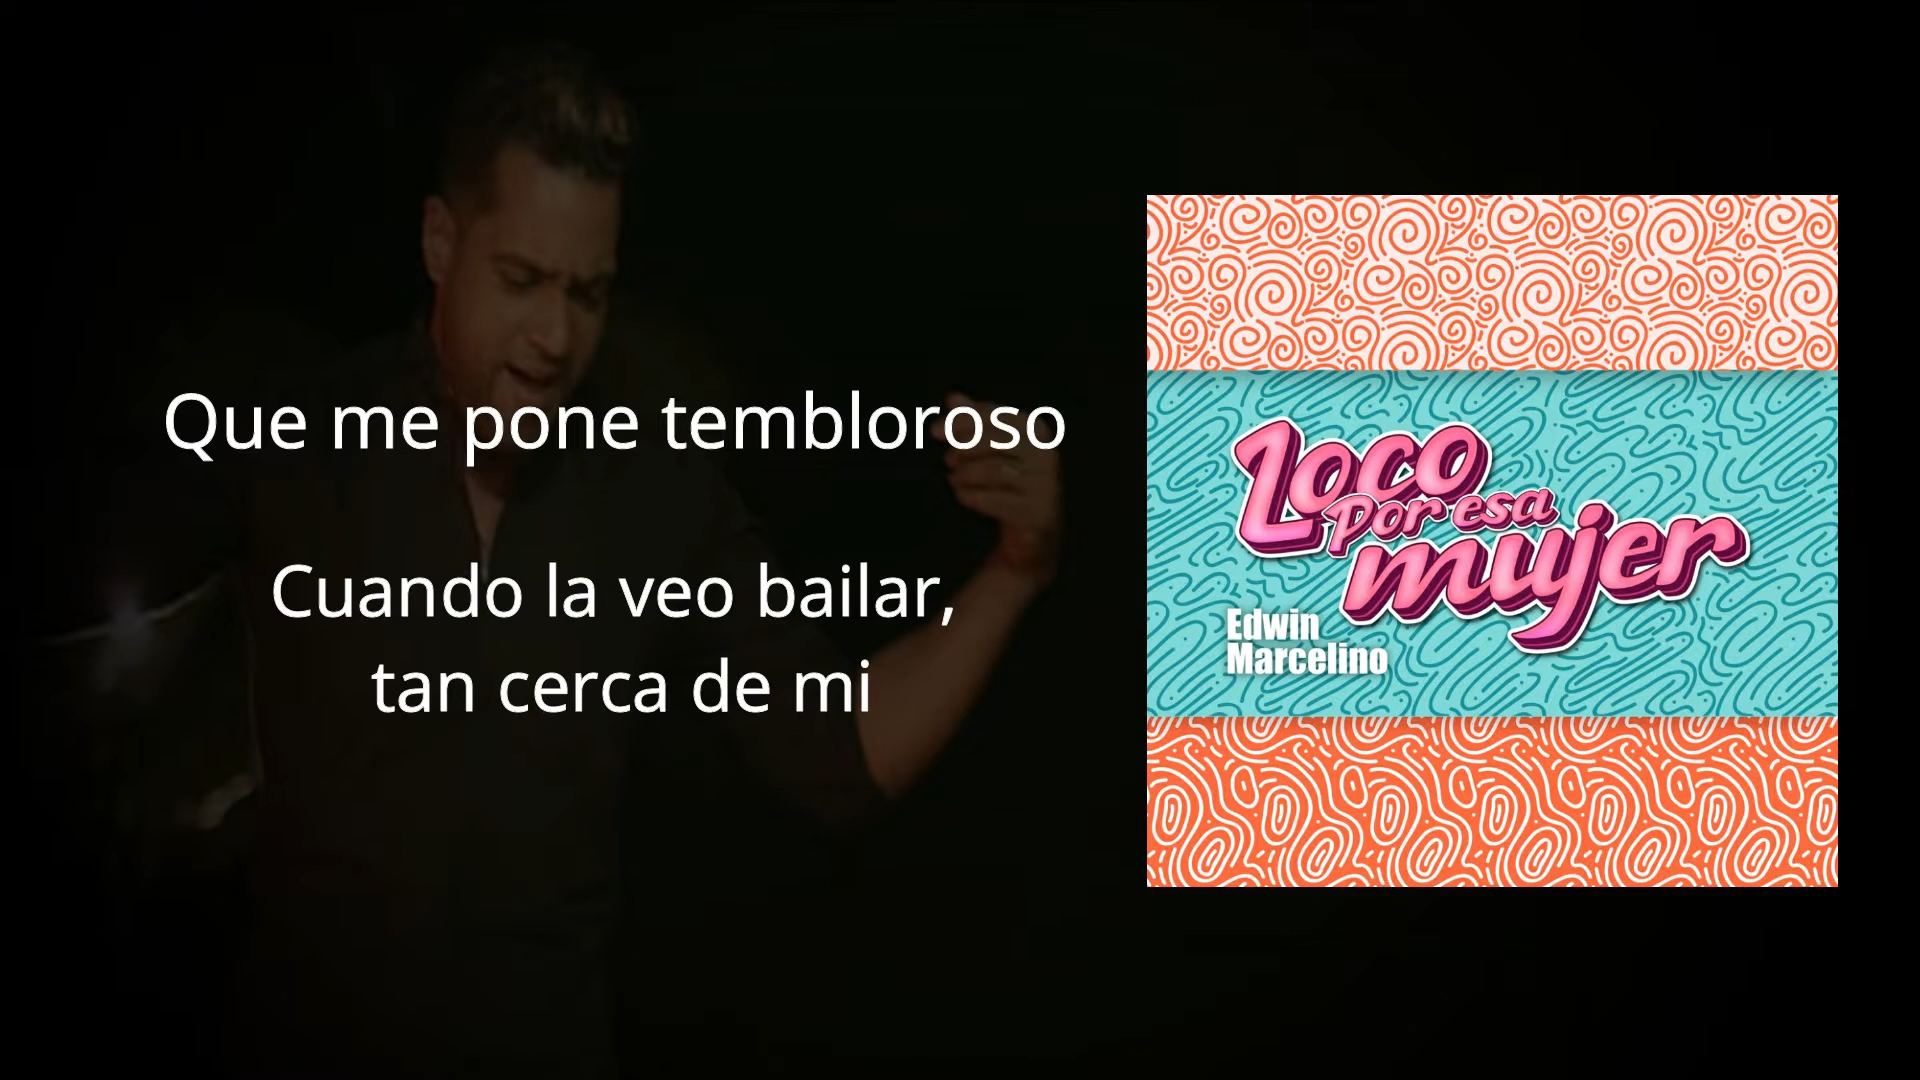 Que me pone tembloroso
Cuando la veo bailar,
tan cerca de mi
Loco
Por esa
mujer
Edwin
Marcelino